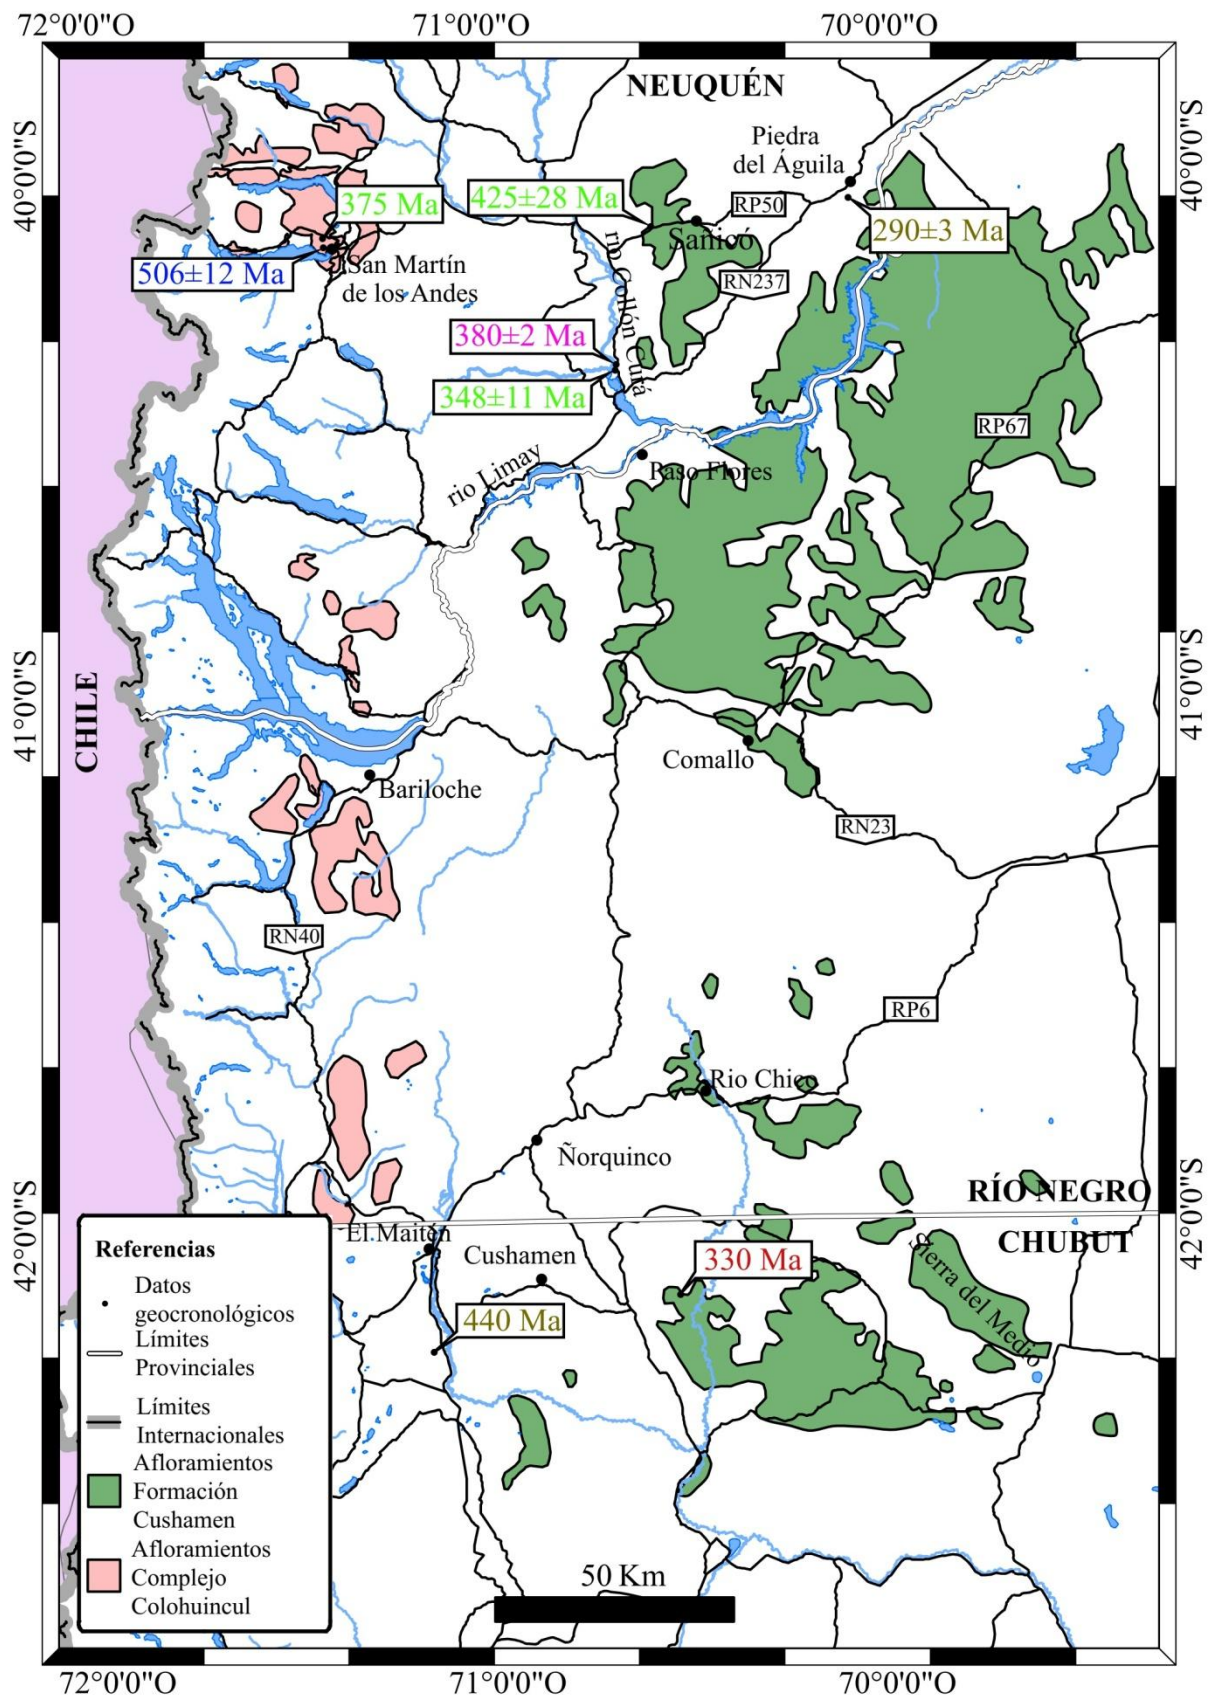 72°0'0"O
71°0'0"O
70°0'0"O
NEUQUÉN
Piedra
del Águila
40°0'0"S
40°0'0"S
375 Ma
425±28 Ma
RP50
Sañicó
290±3 Ma
506±12 Ma
San Martín
de los Andes
RN237
rio Collón Curá
380±2 Ma
348±11 Ma
RP67
rio Limay
Paso Flores
41°0'0"S
41°0'0"S
CHILE
Comallo
Bariloche
RN23
RN40
RP6
Rio Chico
Ñorquinco
RÍO NEGRO
42°0'0"S
42°0'0"S
El Maitén
CHUBUT
Cushamen
330 Ma
Sierra del Medio
440 Ma
Referencias
Datos
geocronológicos
Límites
Provinciales
Límites
Internacionales
Afloramientos
Formación
Cushamen
Afloramientos
Complejo
Colohuincul
50 Km
72°0'0"O
71°0'0"O
70°0'0"O